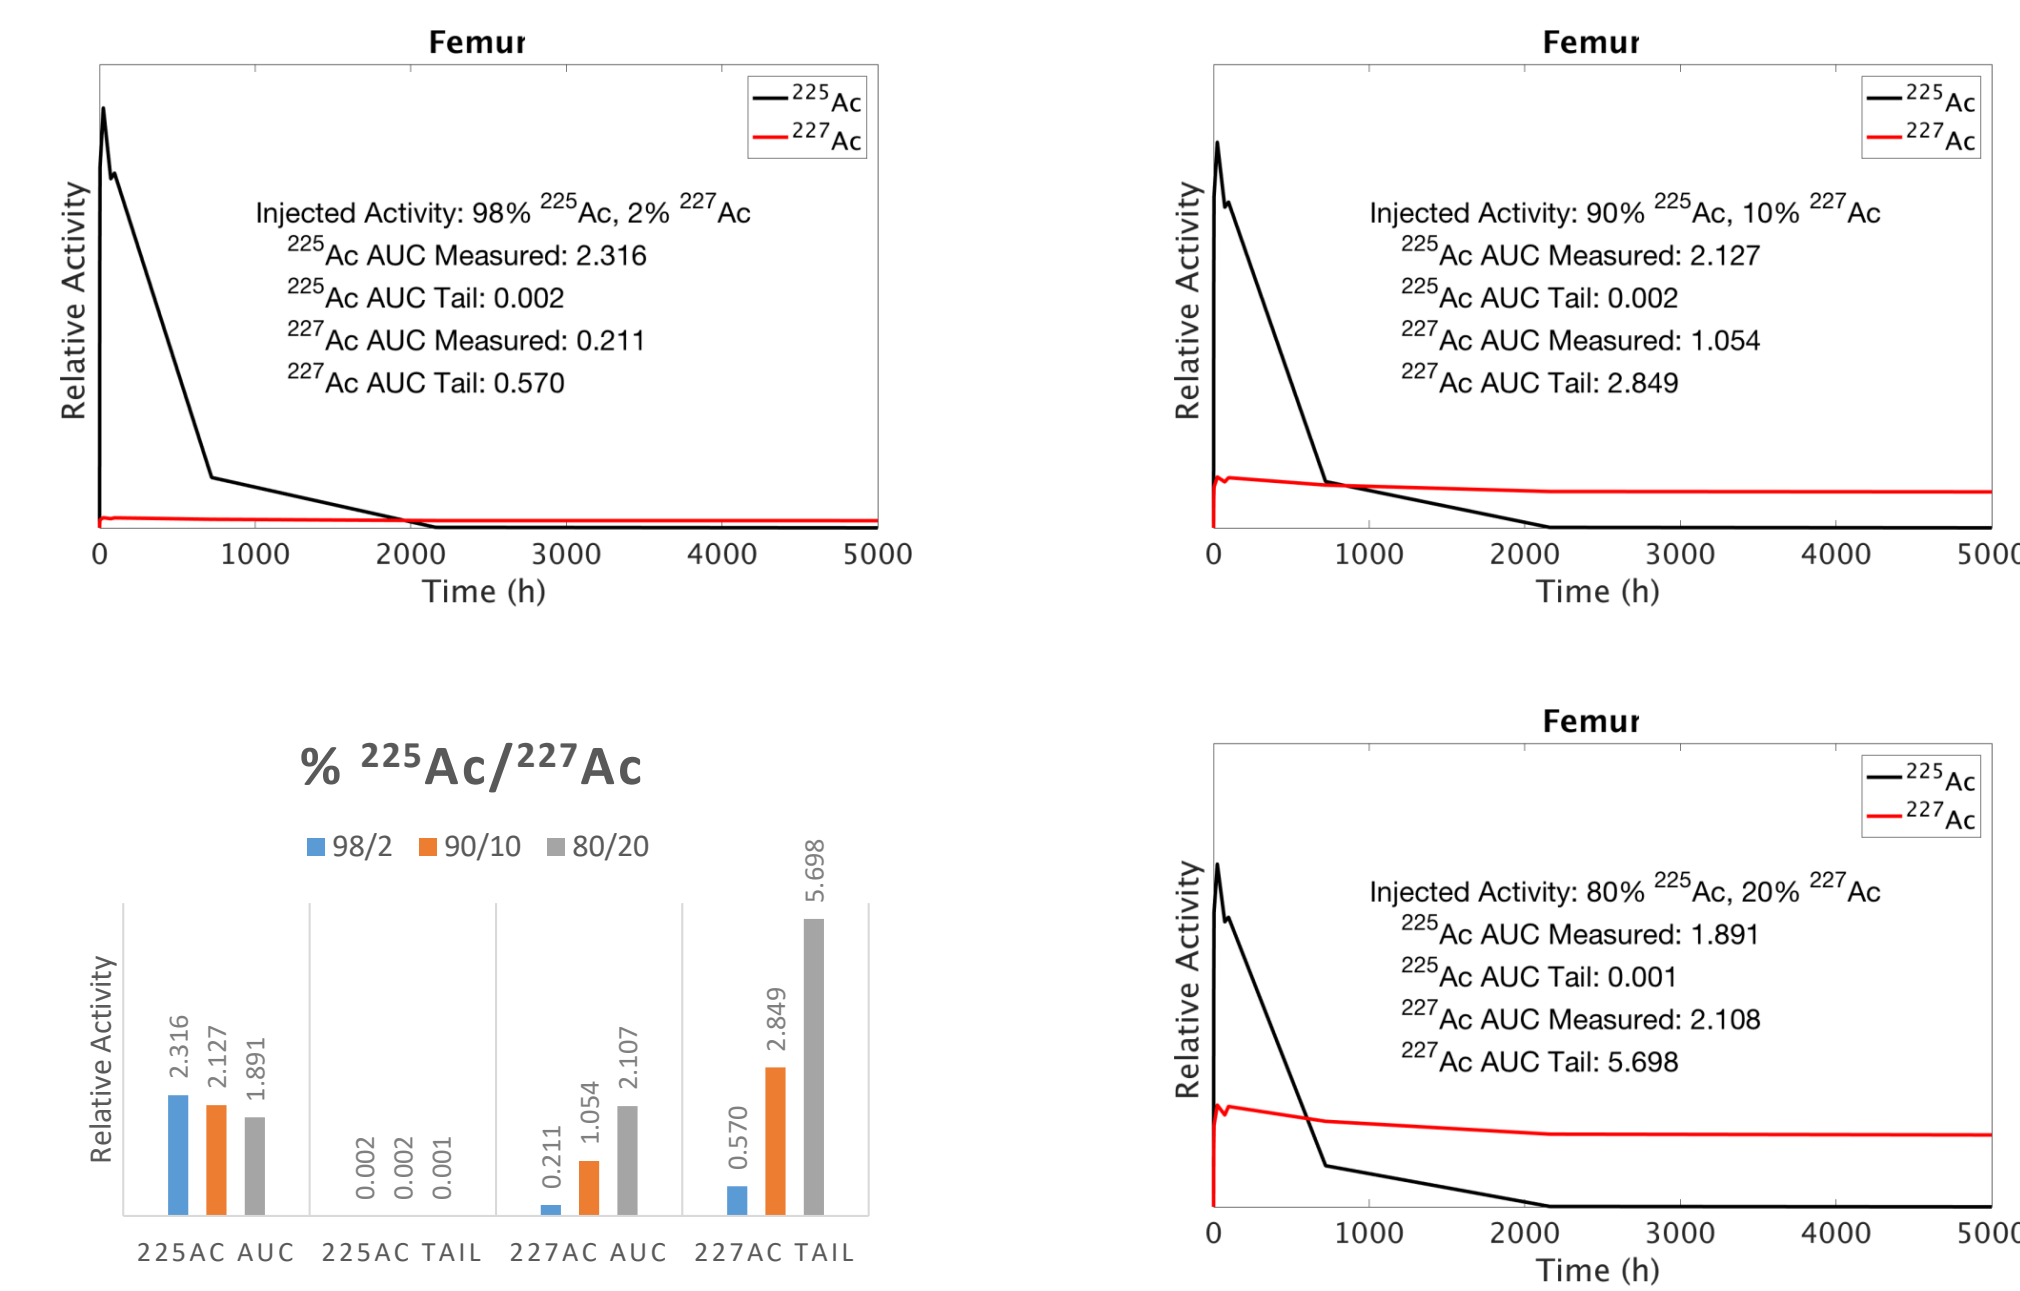 Femur
Relative Activity
²²⁵Ac
²²⁷Ac
Injected Activity: 98% ²²⁵Ac, 2% ²²⁷Ac
²²⁵Ac AUC Measured: 2.316
²²⁵Ac AUC Tail: 0.002
²²⁷Ac AUC Measured: 0.211
²²⁷Ac AUC Tail: 0.570
0 1000 2000 3000 4000 5000
Time (h)
Femur
Relative Activity
²²⁵Ac
²²⁷Ac
Injected Activity: 90% ²²⁵Ac, 10% ²²⁷Ac
²²⁵Ac AUC Measured: 2.127
²²⁵Ac AUC Tail: 0.002
²²⁷Ac AUC Measured: 1.054
²²⁷Ac AUC Tail: 2.849
0 1000 2000 3000 4000 5000
Time (h)
% ²²⁵Ac/²²⁷Ac
98/2 90/10 80/20
Relative Activity
2.316 2.127 1.891
0.002 0.002 0.001
0.211 1.054 2.107
0.570 2.849 5.698
225AC AUC 225AC TAIL 227AC AUC 227AC TAIL
Femur
Relative Activity
²²⁵Ac
²²⁷Ac
Injected Activity: 80% ²²⁵Ac, 20% ²²⁷Ac
²²⁵Ac AUC Measured: 1.891
²²⁵Ac AUC Tail: 0.001
²²⁷Ac AUC Measured: 2.108
²²⁷Ac AUC Tail: 5.698
0 1000 2000 3000 4000 5000
Time (h)